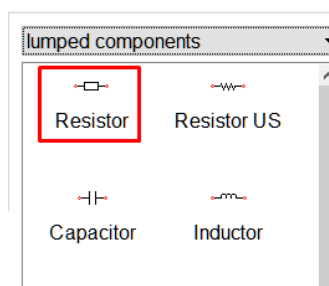 lumped components
Resistor
Resistor US
Capacitor
Inductor